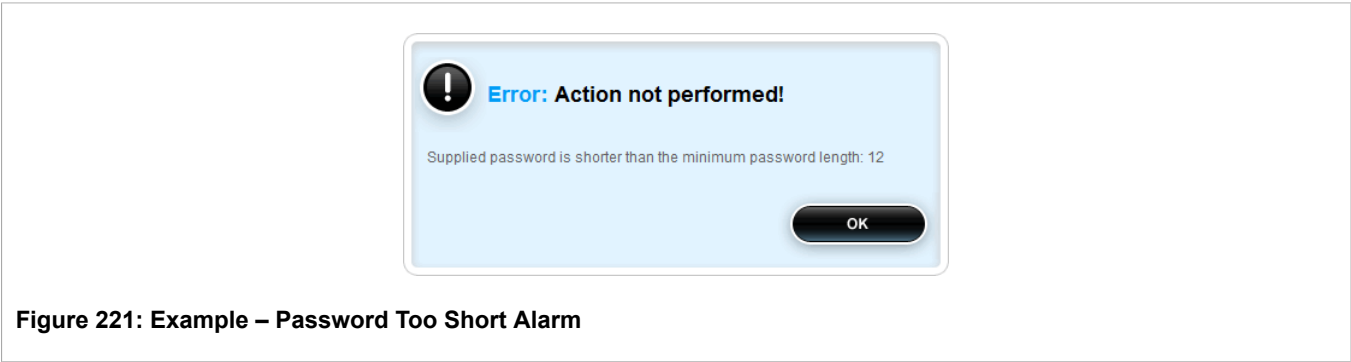 Error: Action not performed!
Supplied password is shorter than the minimum password length: 12
OK
Figure 221: Example – Password Too Short Alarm